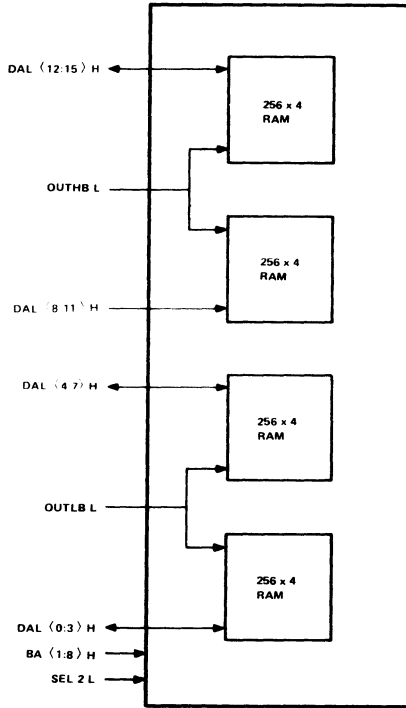 DAL ⟨12:15⟩ H
256 x 4
RAM
OUTHB L
256 x 4
RAM
DAL ⟨8 11⟩ H
DAL ⟨4 7⟩ H
256 x 4
RAM
OUTLB L
256 x 4
RAM
DAL ⟨0:3⟩ H
BA ⟨1:8⟩ H
SEL 2 L